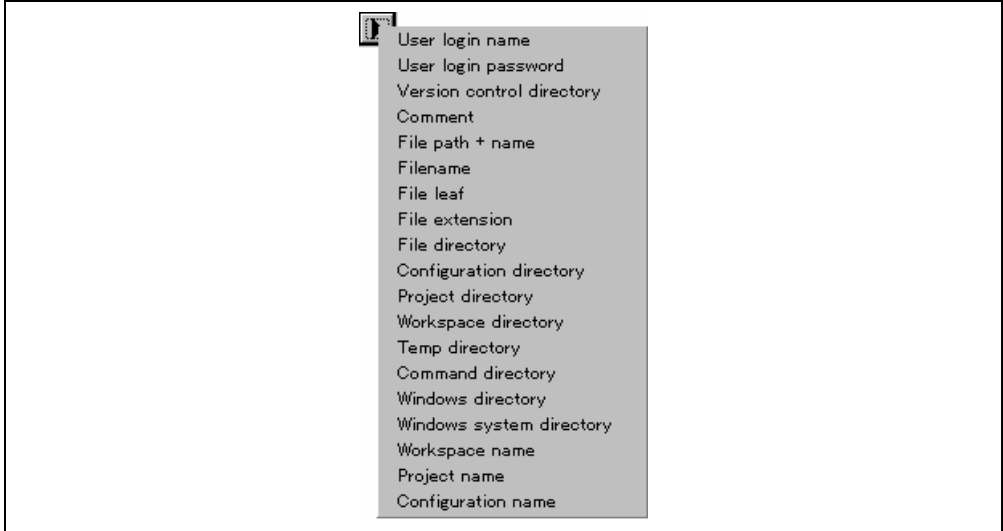 User login name
User login password
Version control directory
Comment
File path + name
Filename
File leaf
File extension
File directory
Configuration directory
Project directory
Workspace directory
Temp directory
Command directory
Windows directory
Windows system directory
Workspace name
Project name
Configuration name